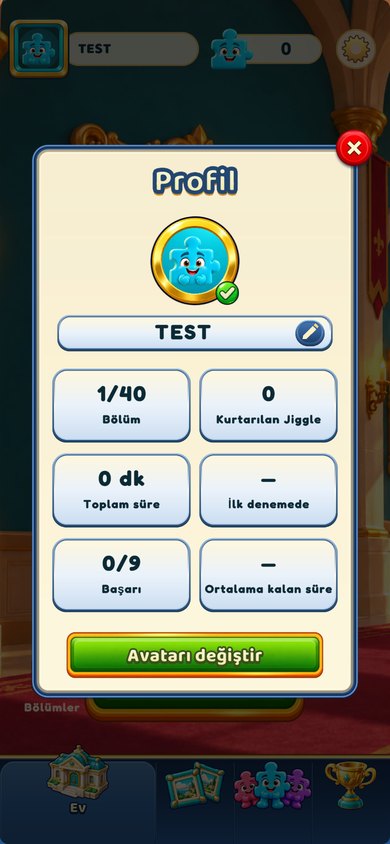 TEST
0
Profil
TEST
1/40
Bölüm
0
Kurtarılan Jiggle
0 dk
Toplam süre
—
İlk denemede
0/9
Başarı
—
Ortalama kalan süre
Avatarı değiştir
Bölümler
Ev